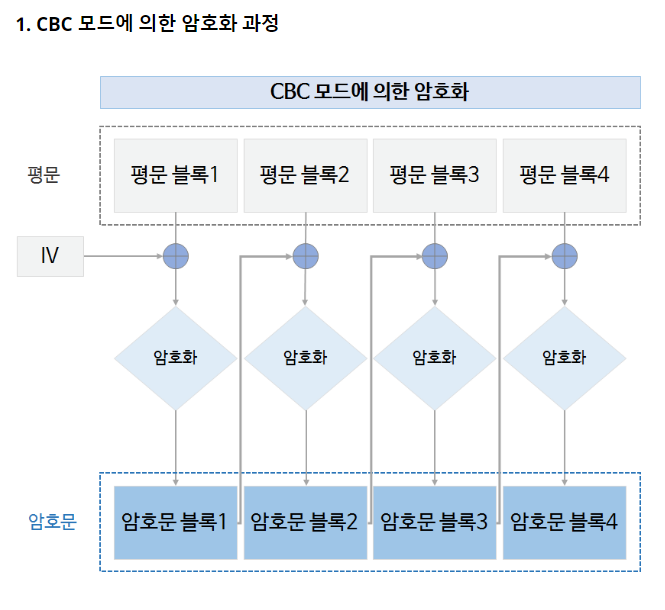 1. CBC 모드에 의한 암호화 과정
CBC 모드에 의한 암호화
평문
평문 블록1
평문 블록2
평문 블록3
평문 블록4
IV
암호화
암호화
암호화
암호화
암호문
암호문 블록1
암호문 블록2
암호문 블록3
암호문 블록4